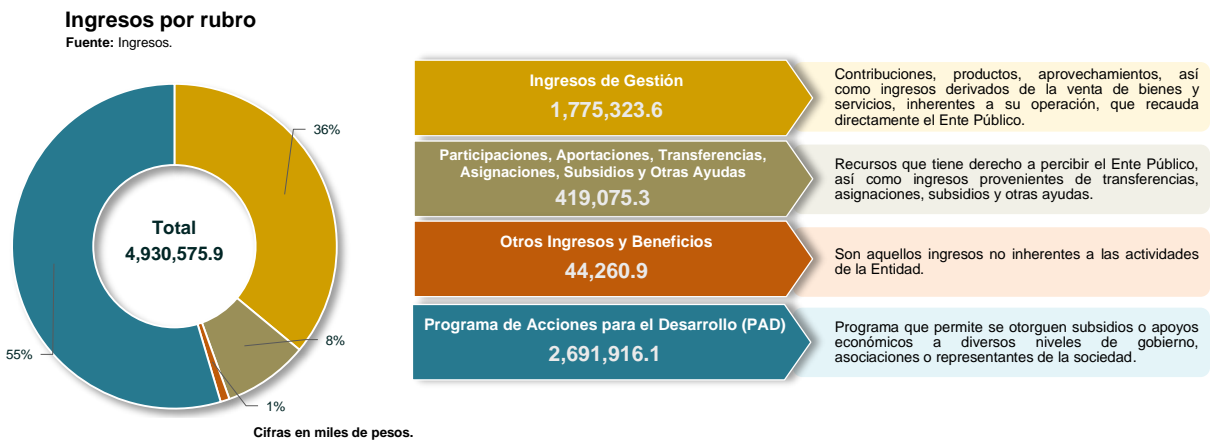 Ingresos por rubro
Fuente: Ingresos.
36%
8%
1%
55%
Total
4,930,575.9
Cifras en miles de pesos.
Ingresos de Gestión
1,775,323.6
Contribuciones, productos, aprovechamientos, así
como ingresos derivados de la venta de bienes y
servicios, inherentes a su operación, que recauda
directamente el Ente Público.
Participaciones, Aportaciones, Transferencias,
Asignaciones, Subsidios y Otras Ayudas
419,075.3
Recursos que tiene derecho a percibir el Ente Público,
así como ingresos provenientes de transferencias,
asignaciones, subsidios y otras ayudas.
Otros Ingresos y Beneficios
44,260.9
Son aquellos ingresos no inherentes a las actividades
de la Entidad.
Programa de Acciones para el Desarrollo (PAD)
2,691,916.1
Programa que permite se otorguen subsidios o apoyos
económicos a diversos niveles de gobierno,
asociaciones o representantes de la sociedad.